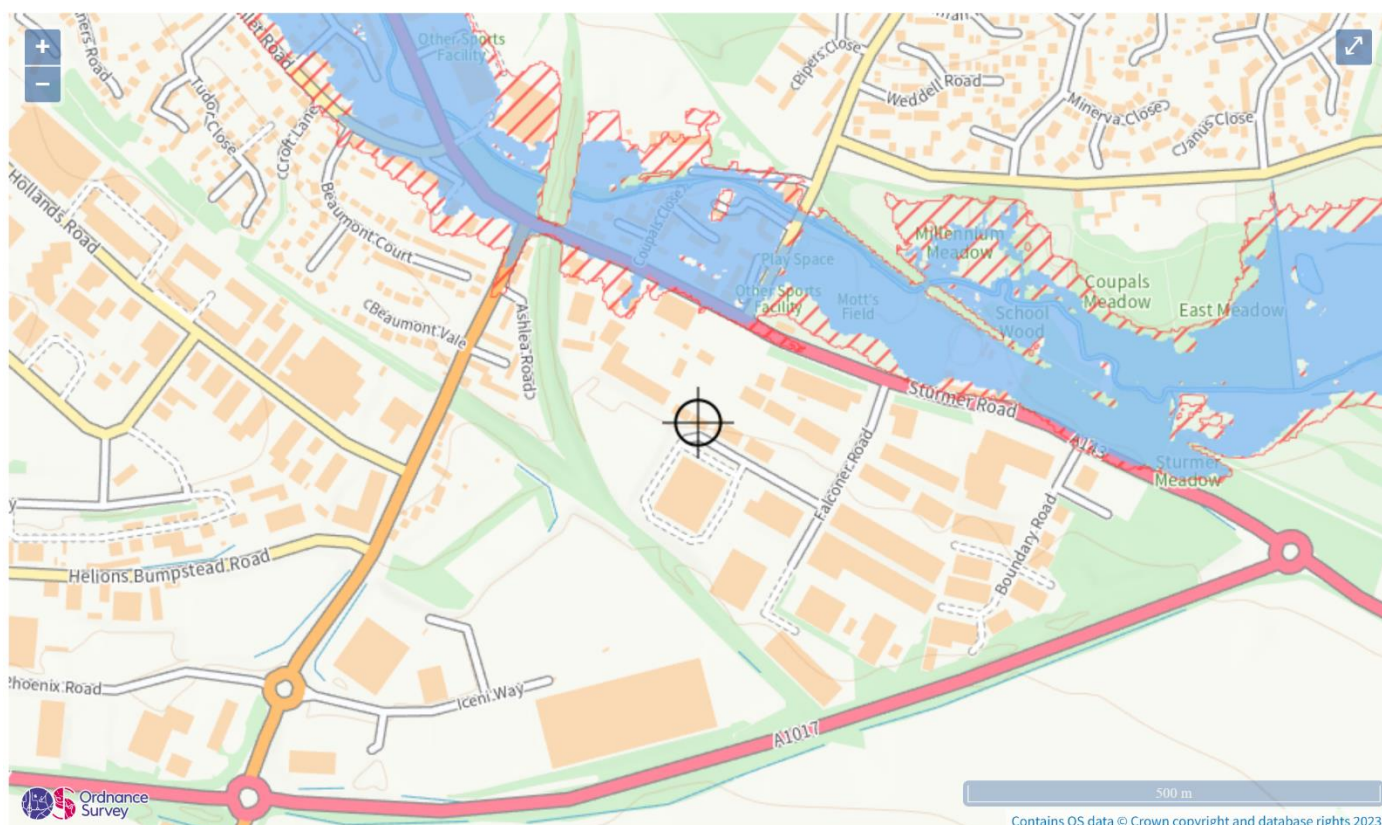 +
−
Other Sports
Facility
Tudor Close
Croft Lane
Pipers Close
Weddell Road
Minerva Close
Janus Close
Hollands Road
Beaumont Court
Coupals Close
Millennium
Meadow
Play Space
Coupals
Meadow
Other Sports
Facility
Mott's
Field
School
Wood
East Meadow
Beaumont Vale
Ashlea Road
Sturmer Road
A143
Sturmer
Meadow
Falconer Road
Boundary Road
Helions Bumpstead Road
Phoenix Road
Iceni Way
A1017
Ordnance
Survey
500 m
Contains OS data © Crown copyright and database rights 2023